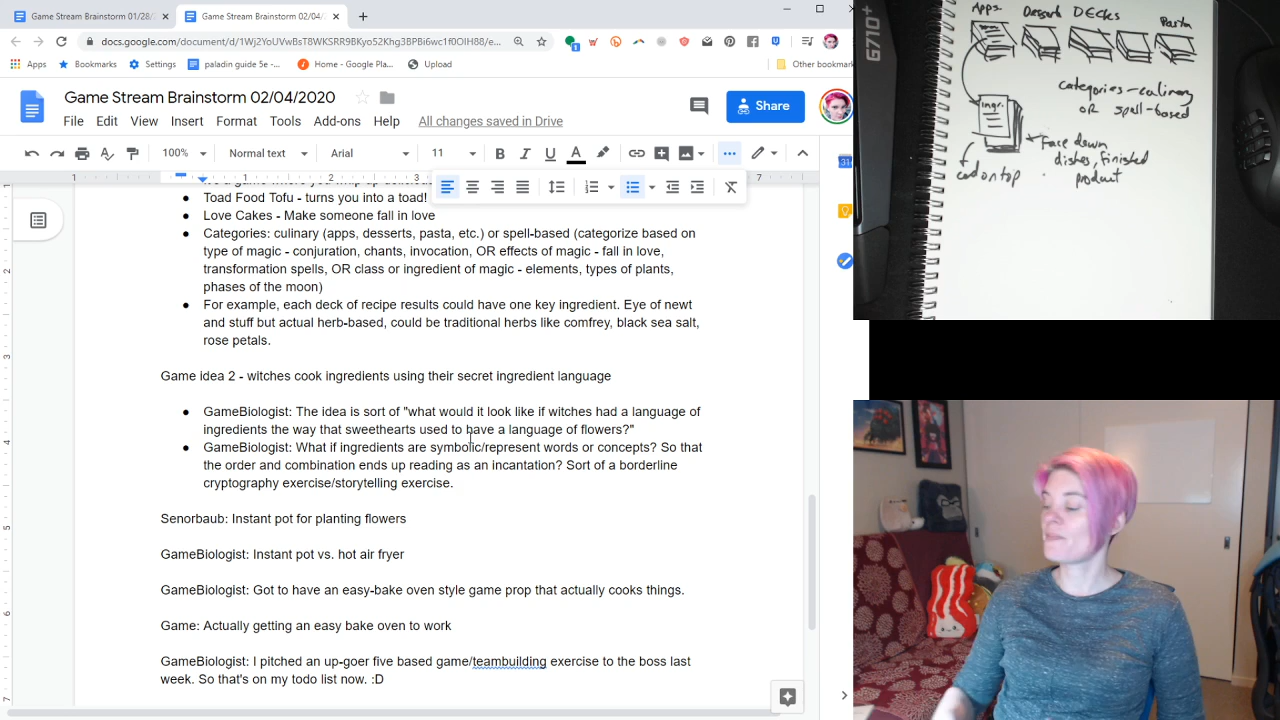 Game Stream Brainstorm 01/28/
Game Stream Brainstorm 02/04/
docs.google.com/document/d/1Wj2YoUVwBsT8WKSRR9BKyo52Khg3BPBi6wc1f0OIH88/e...
Apps
Bookmarks
Settings
paladin guide 5e -...
Home - Google Pla...
Upload
Other bookmark
Game Stream Brainstorm 02/04/2020
File Edit View Insert Format Tools Add-ons Help All changes saved in Drive
Share
100% Normal text Arial 11 B I U A
1 1 2 3 7
Toad Food Tofu - turns you into a toad!
Love Cakes - Make someone fall in love
Categories: culinary (apps, desserts, pasta, etc.) or spell-based (categorize based on
type of magic - conjuration, chants, invocation, OR effects of magic - fall in love,
transformation spells, OR class or ingredient of magic - elements, types of plants,
phases of the moon)
For example, each deck of recipe results could have one key ingredient. Eye of newt
and stuff but actual herb-based, could be traditional herbs like comfrey, black sea salt,
rose petals.
Game idea 2 - witches cook ingredients using their secret ingredient language
GameBiologist: The idea is sort of "what would it look like if witches had a language of
ingredients the way that sweethearts used to have a language of flowers?"
GameBiologist: What if ingredients are symbolic/represent words or concepts? So that
the order and combination ends up reading as an incantation? Sort of a borderline
cryptography exercise/storytelling exercise.
Senorbaub: Instant pot for planting flowers
GameBiologist: Instant pot vs. hot air fryer
GameBiologist: Got to have an easy-bake oven style game prop that actually cooks things.
Game: Actually getting an easy bake oven to work
GameBiologist: I pitched an up-goer five based game/teambuilding exercise to the boss last
week. So that's on my todo list now. :D
G710+
Apps. Dessert DECKS Pasta
categories - culinary
OR spell-based
ingr.
Face down
dishes, finished
product
card on top